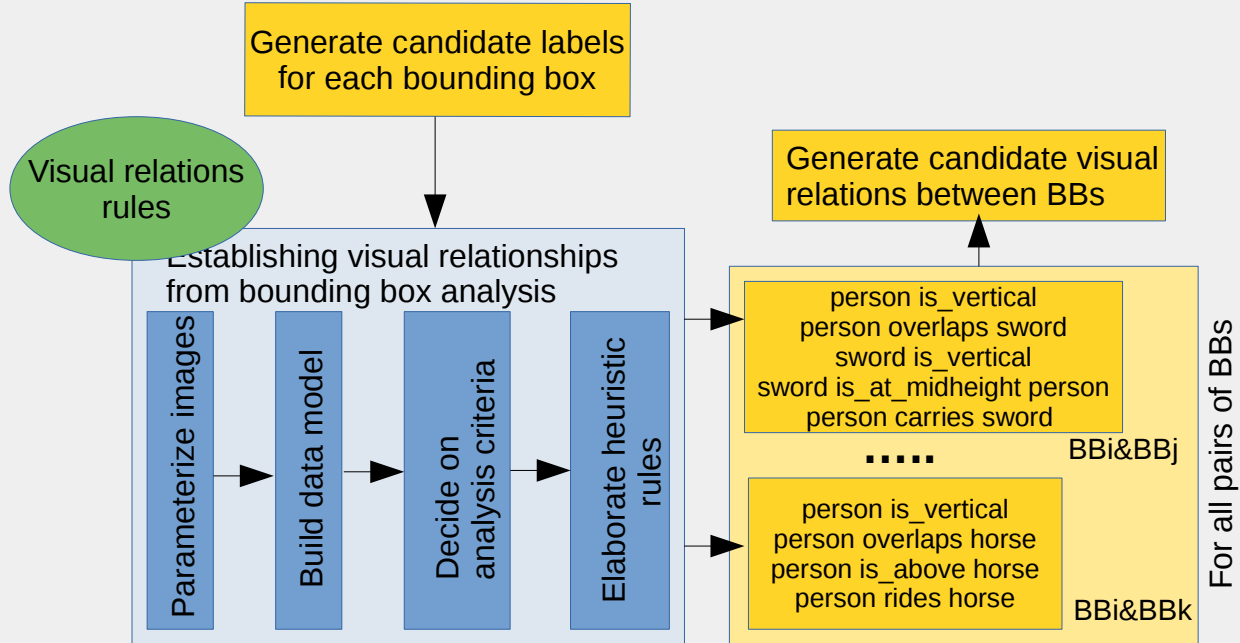 Generate candidate labels
for each bounding box
Visual relations
rules
Generate candidate visual
relations between BBs
Establishing visual relationships
from bounding box analysis
Parameterize images
Build data model
Decide on
analysis criteria
Elaborate heuristic
rules
person is_vertical
person overlaps sword
sword is_vertical
sword is_at_midheight person
person carries sword
BBi&BBj
.....
person is_vertical
person overlaps horse
person is_above horse
person rides horse
BBi&BBk
For all pairs of BBs